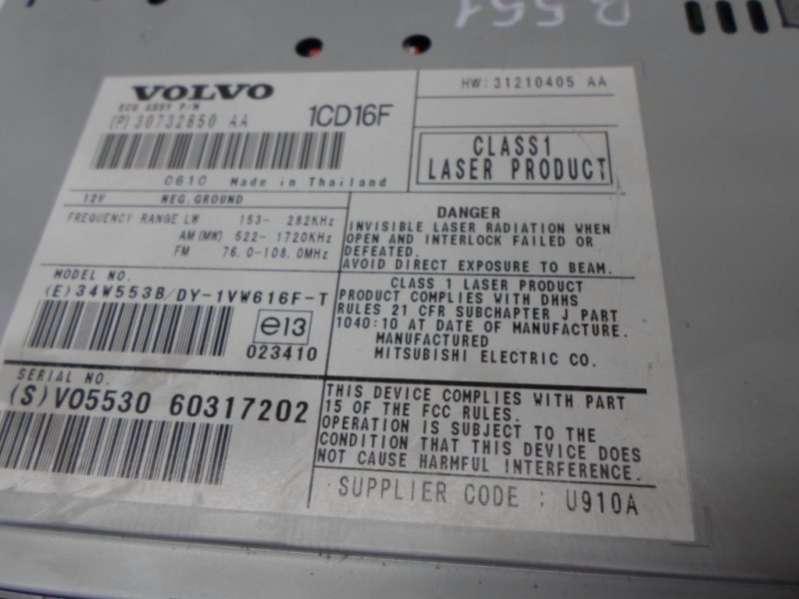 B 551
VOLVO
ECU ASSY P/N
(P) 30732850 AA
1CD16F
HW:31210405 AA
CLASS1
LASER PRODUCT
0610 Made in Thailand
12V NEG.GROUND
FREQUENCY RANGE LW 153- 282KHz
AM (MW) 522- 1720KHz
FM 76.0-108.0MHz
DANGER
INVISIBLE LASER RADIATION WHEN
OPEN AND INTERLOCK FAILED OR
DEFEATED.
AVOID DIRECT EXPOSURE TO BEAM.
MODEL NO.
(E) 34W553B/DY-1VW616F-T
e13
023410
CLASS 1 LASER PRODUCT
PRODUCT COMPLIES WITH DHHS
RULES 21 CFR SUBCHAPTER J PART
1040:10 AT DATE OF MANUFACTURE.
MANUFACTURED
MITSUBISHI ELECTRIC CO.
SERIAL NO.
(S) VO5530 60317202
THIS DEVICE COMPLIES WITH PART
15 OF THE FCC RULES.
OPERATION IS SUBJECT TO THE
CONDITION THAT THIS DEVICE DOES
NOT CAUSE HARMFUL INTERFERENCE.
SUPPLIER CODE : U910A